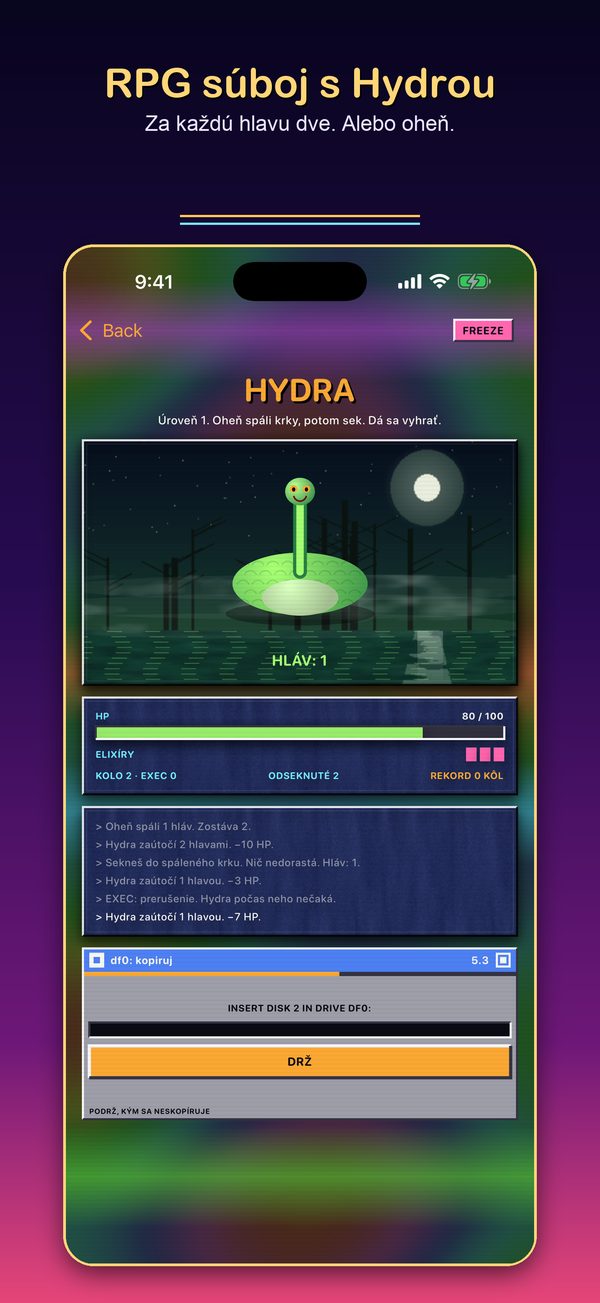 RPG súboj s Hydrou
Za každú hlavu dve. Alebo oheň.
9:41
Back
FREEZE
HYDRA
Úroveň 1. Oheň spáli krky, potom sek. Dá sa vyhrať.
HLÁV: 1
HP 80 / 100
ELIXÍRY
KOLO 2 · EXEC 0 ODSEKNUTÉ 2 REKORD 0 KÔL
> Oheň spáli 1 hláv. Zostáva 2.
> Hydra zaútočí 2 hlavami. −10 HP.
> Sekneš do spáleného krku. Nič nedorastá. Hláv: 1.
> Hydra zaútočí 1 hlavou. −3 HP.
> EXEC: prerušenie. Hydra počas neho nečaká.
> Hydra zaútočí 1 hlavou. −7 HP.
df0: kopiruj 5.3
INSERT DISK 2 IN DRIVE DF0:
DRŽ
PODRŽ, KÝM SA NESKOPÍRUJE